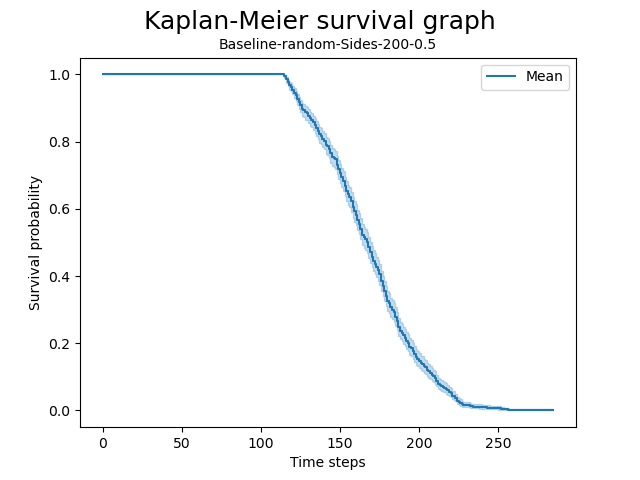 Kaplan-Meier survival graph
Baseline-random-Sides-200-0.5
Mean
Survival probability
1.0
0.8
0.6
0.4
0.2
0.0
0 50 100 150 200 250
Time steps